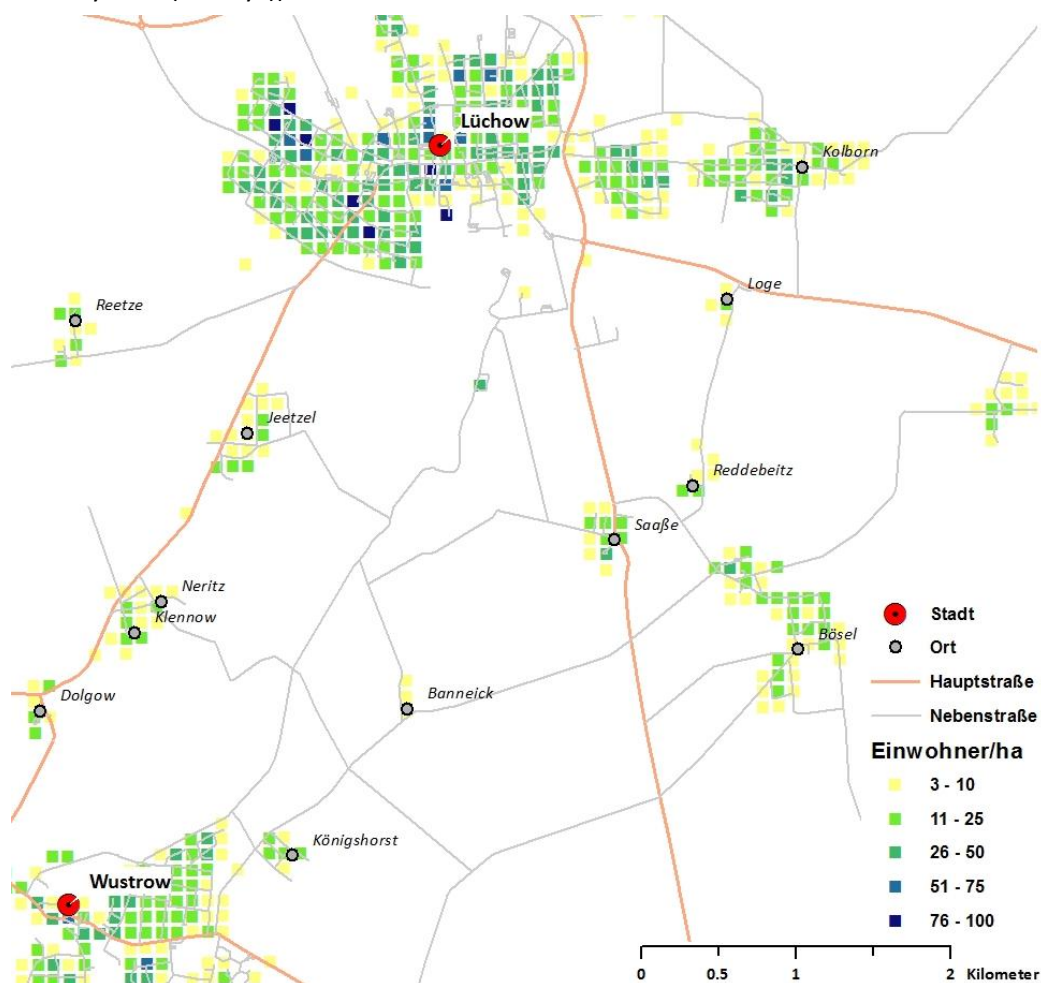 Lüchow
Kolborn
Loge
Reetze
Jeetzel
Reddebeitz
Saaße
Neritz
Klennow
Bösel
Dolgow
Banneick
Königshorst
Wustrow
Stadt
Ort
Hauptstraße
Nebenstraße
Einwohner/ha
3 - 10
11 - 25
26 - 50
51 - 75
76 - 100
0 0.5 1 2 Kilometer